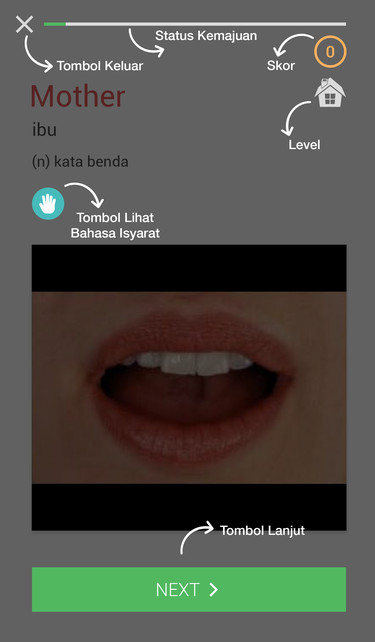 Status Kemajuan
Tombol Keluar
Skor
0
Mother
ibu
Level
(n) kata benda
Tombol Lihat
Bahasa Isyarat
Tombol Lanjut
NEXT